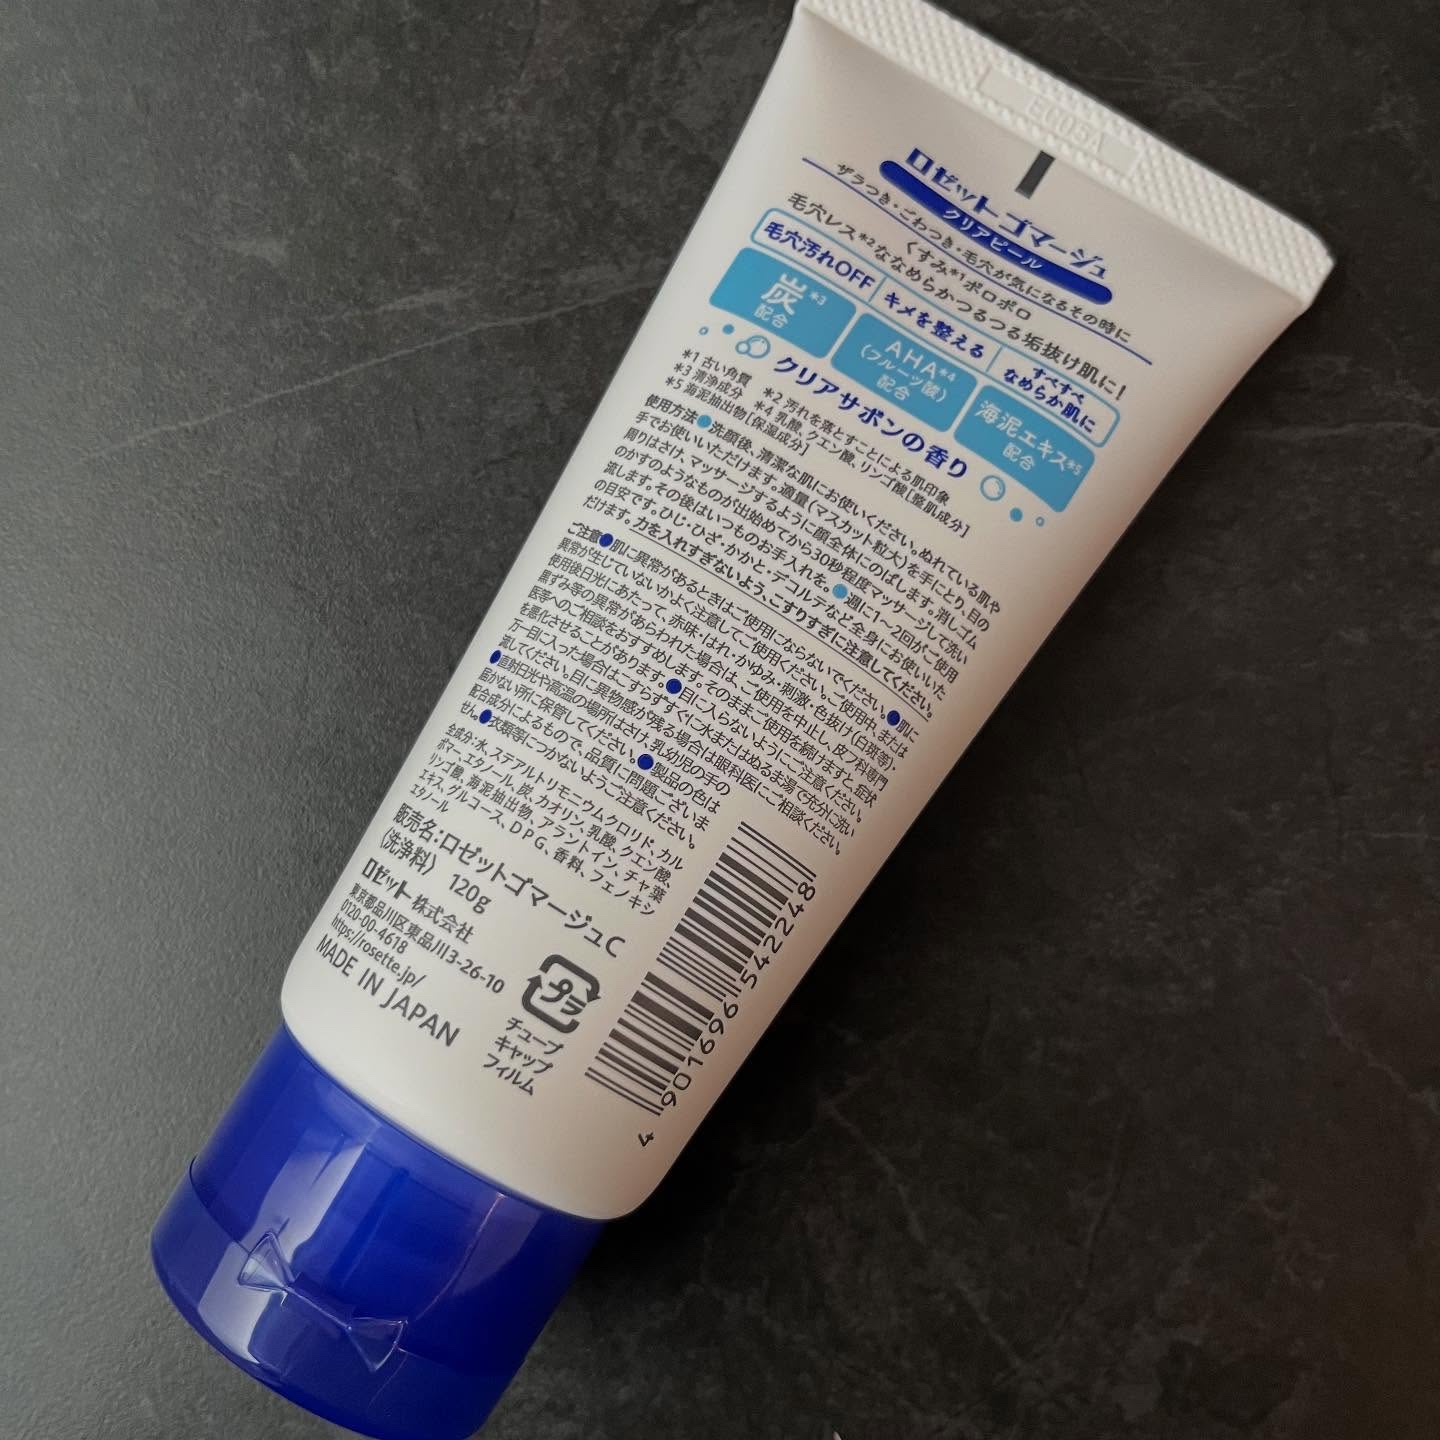 EC05A
ロゼットゴマージュ
クリアピール
ザラつき・ごわつき・毛穴が気になるその時に
くすみ*1ポロポロ
毛穴レス*2ななめらかつるつる垢抜け肌に!
毛穴汚れOFF
キメを整える
すべすべ
なめらか肌に
炭*3
配合
AHA*4
(フルーツ酸)
配合
海泥エキス*5
配合
クリアサボンの香り
*1 古い角質 *2 汚れを落とすことによる肌印象
*3 清浄成分 *4 乳酸、クエン酸、リンゴ酸[整肌成分]
*5 海泥抽出物[保湿成分]
使用方法●洗顔後、清潔な肌にお使いください。ぬれている肌や
手でお使いいただけます。適量(マスカット粒大)を手にとり、目の
周りはさけ、マッサージするように顔全体にのばします。消しゴム
のかすのようなものが出始めてから30秒程度マッサージして洗い
流します。その後はいつものお手入れを。●週に1〜2回がご使用
の目安です。ひじ・ひざ・かかと・デコルテなど全身にお使いいた
だけます。力を入れすぎないよう、こすりすぎに注意してください。
ご注意●肌に異常があるときはご使用にならないでください。●肌に
異常が生じていないかよく注意してご使用ください。ご使用中、または
使用後日光にあたって、赤味・はれ・かゆみ・刺激・色抜け(白斑等)・
黒ずみ等の異常があらわれた場合は、ご使用を中止し、皮フ科専門
医等へのご相談をおすすめします。そのままご使用を続けますと、症状
を悪化させることがあります。●目に入らないようにご注意ください。
万一目に入った場合はこすらずすぐに水またはぬるま湯で充分に洗い
流してください。目に異物感が残る場合は眼科医にご相談ください。
●直射日光や高温の場所はさけ、乳幼児の手の
届かない所に保管してください。●製品の色は
配合成分によるもので、品質に問題ございま
せん。●衣類等につかないようご注意ください。
全成分:水、ステアルトリモニウムクロリド、カル
ボマー、エタノール、炭、カオリン、乳酸、クエン酸、
リンゴ酸、海泥抽出物、アラントイン、チャ葉
エキス、グルコース、DPG、香料、フェノキシ
エタノール
販売名:ロゼットゴマージュC
〈洗浄料〉 120g
ロゼット株式会社
東京都品川区東品川3-26-10
0120-00-4618
https://rosette.jp/
MADE IN JAPAN
プラ
チューブ
キャップ
フィルム
4 901696 542248